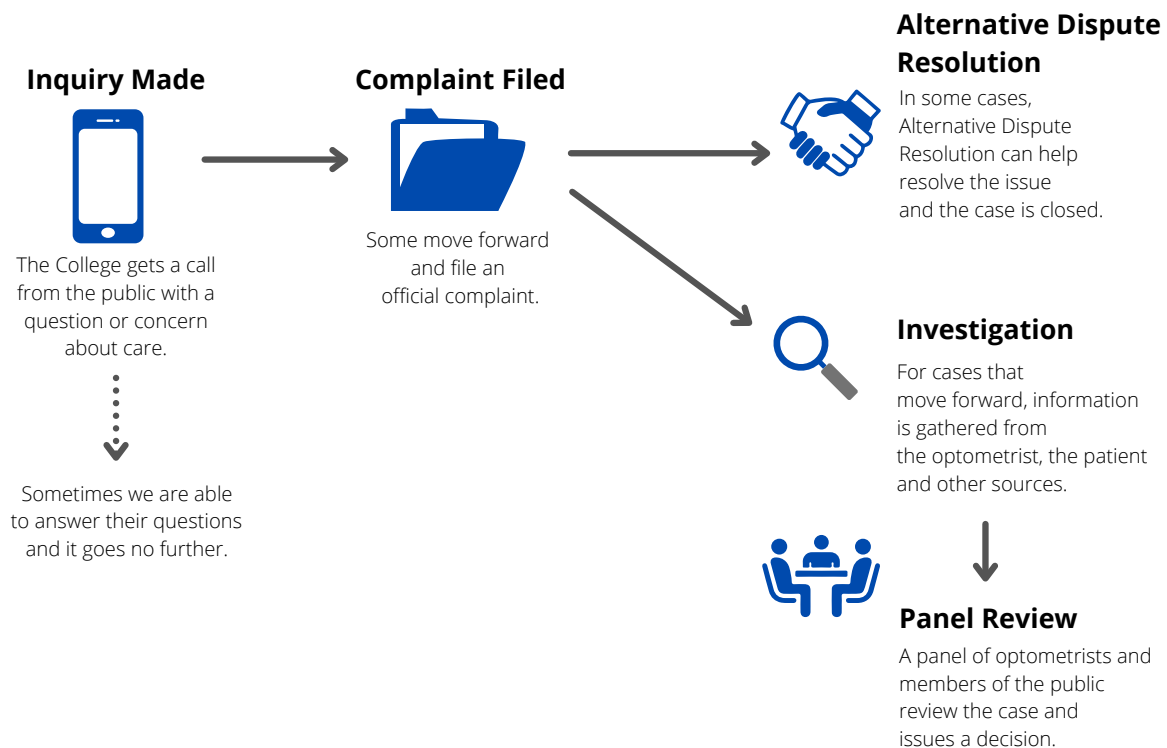 Inquiry Made
The College gets a call
from the public with a
question or concern
about care.
Sometimes we are able
to answer their questions
and it goes no further.
Complaint Filed
Some move forward
and file an
official complaint.
Alternative Dispute
Resolution
In some cases,
Alternative Dispute
Resolution can help
resolve the issue
and the case is closed.
Investigation
For cases that
move forward, information
is gathered from
the optometrist, the patient
and other sources.
Panel Review
A panel of optometrists and
members of the public
review the case and
issues a decision.